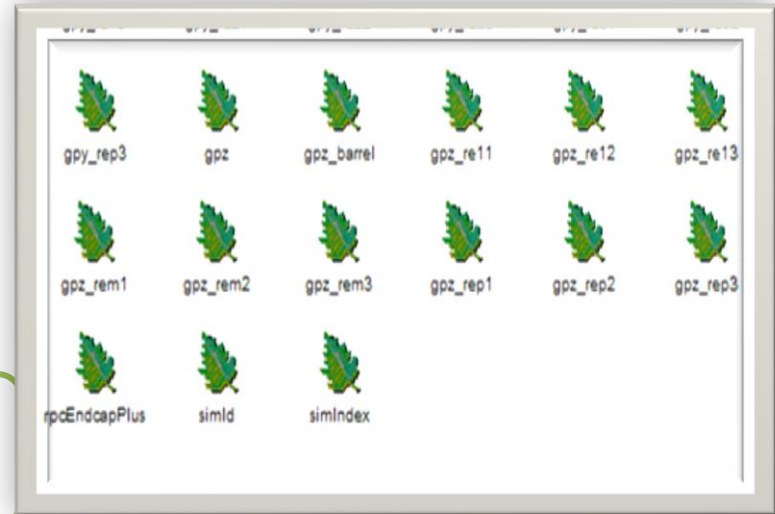 gpy_rep3 gpz gpz_barrel gpz_re11 gpz_re12 gpz_re13
gpz_rem1 gpz_rem2 gpz_rem3 gpz_rep1 gpz_rep2 gpz_rep3
rpcEndcapPlus simId simIndex